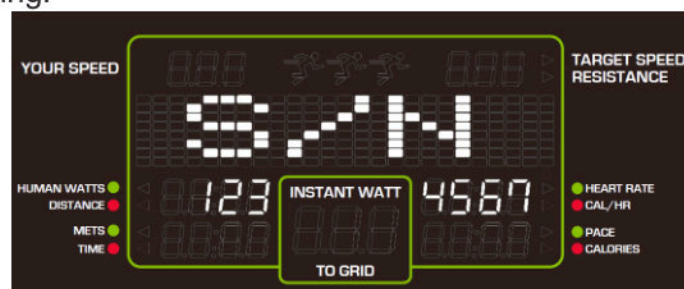 ing.
YOUR SPEED
TARGET SPEED
RESISTANCE
S/N
HUMAN WATTS
DISTANCE
123
INSTANT WATT
4567
HEART RATE
CAL/HR
METS
TIME
PACE
CALORIES
TO GRID